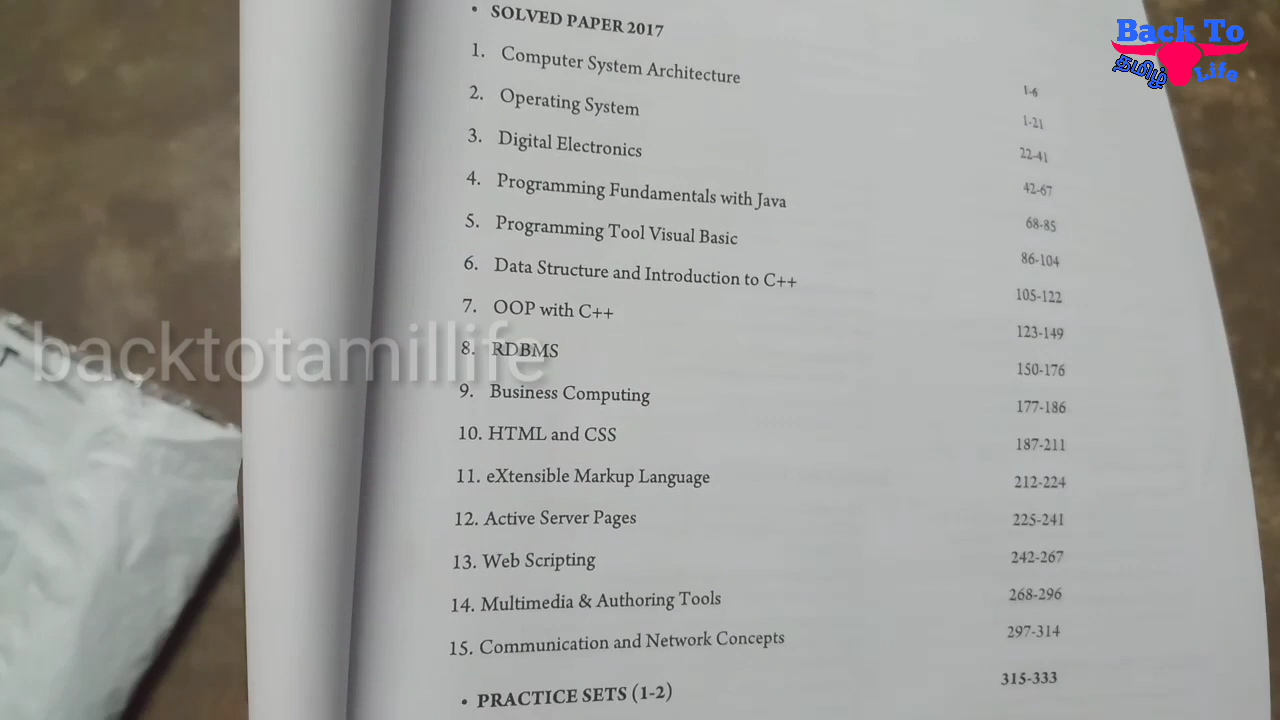 Back To
தமிழ் Life
• SOLVED PAPER 2017 1-6
1. Computer System Architecture 1-21
2. Operating System 22-41
3. Digital Electronics 42-67
4. Programming Fundamentals with Java 68-85
5. Programming Tool Visual Basic 86-104
6. Data Structure and Introduction to C++ 105-122
7. OOP with C++ 123-149
8. RDBMS 150-176
9. Business Computing 177-186
10. HTML and CSS 187-211
11. eXtensible Markup Language 212-224
12. Active Server Pages 225-241
13. Web Scripting 242-267
14. Multimedia & Authoring Tools 268-296
15. Communication and Network Concepts 297-314
• PRACTICE SETS (1-2) 315-333
backtotamillife